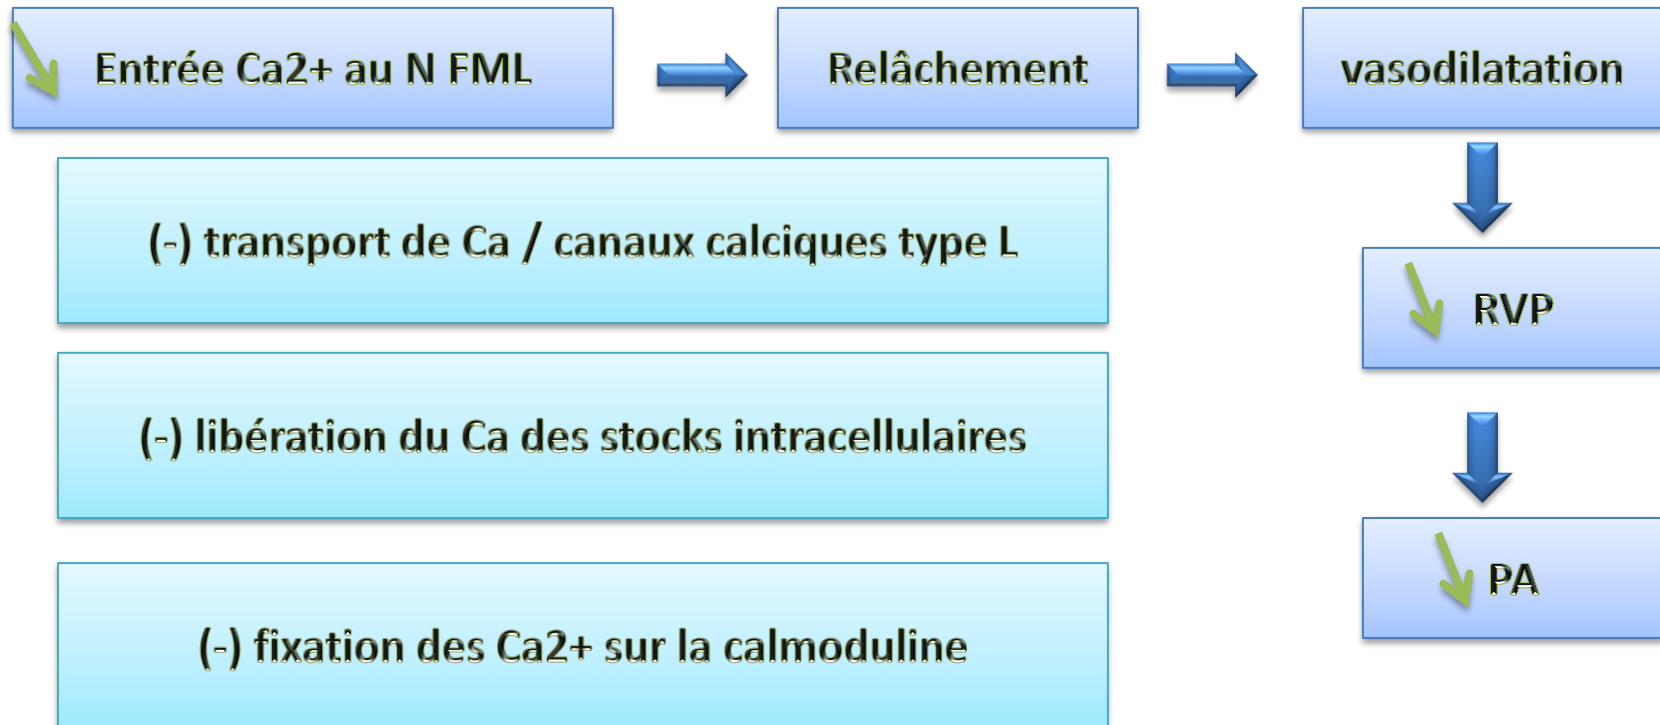 Entrée Ca2+ au N FML
Relâchement
vasodilatation
(-) transport de Ca / canaux calciques type L
(-) libération du Ca des stocks intracellulaires
(-) fixation des Ca2+ sur la calmoduline
RVP
PA